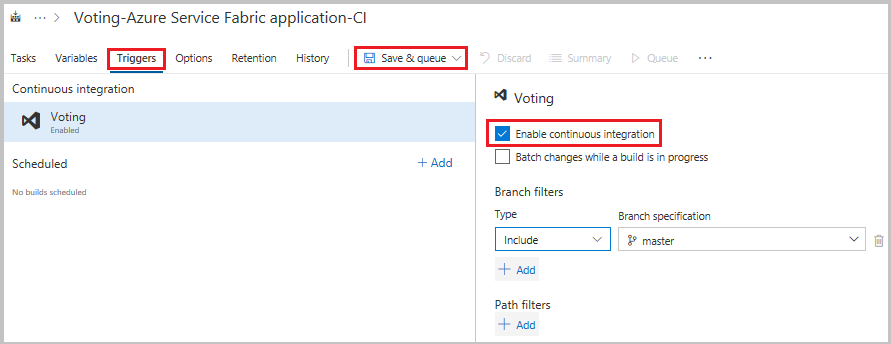 ··· > Voting-Azure Service Fabric application-CI
Tasks Variables Triggers Options Retention History Save & queue Discard Summary Queue ···
Continuous integration
Voting
Enabled
Scheduled + Add
No builds scheduled
Voting
Enable continuous integration
Batch changes while a build is in progress
Branch filters
Type Branch specification
Include master
+ Add
Path filters
+ Add